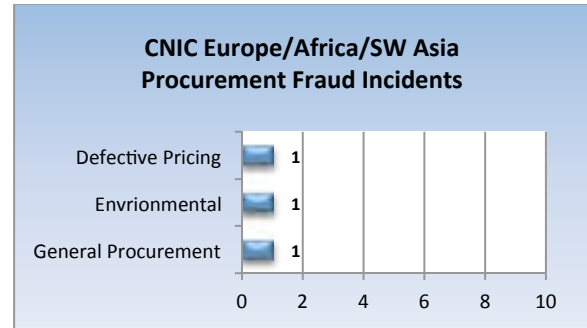 CNIC Europe/Africa/SW Asia
Procurement Fraud Incidents
Defective Pricing 1
Envrionmental 1
General Procurement 1
0 2 4 6 8 10